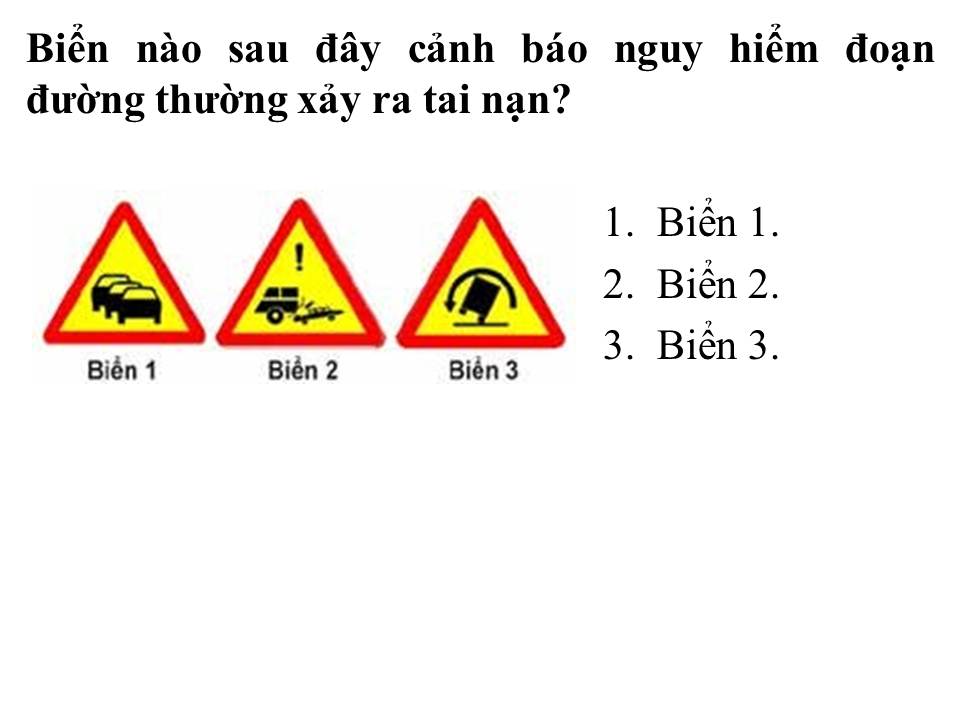 Biển nào sau đây cảnh báo nguy hiểm đoạn
đường thường xảy ra tai nạn?
1. Biển 1.
2. Biển 2.
3. Biển 3.
!
Biển 1
Biển 2
Biển 3